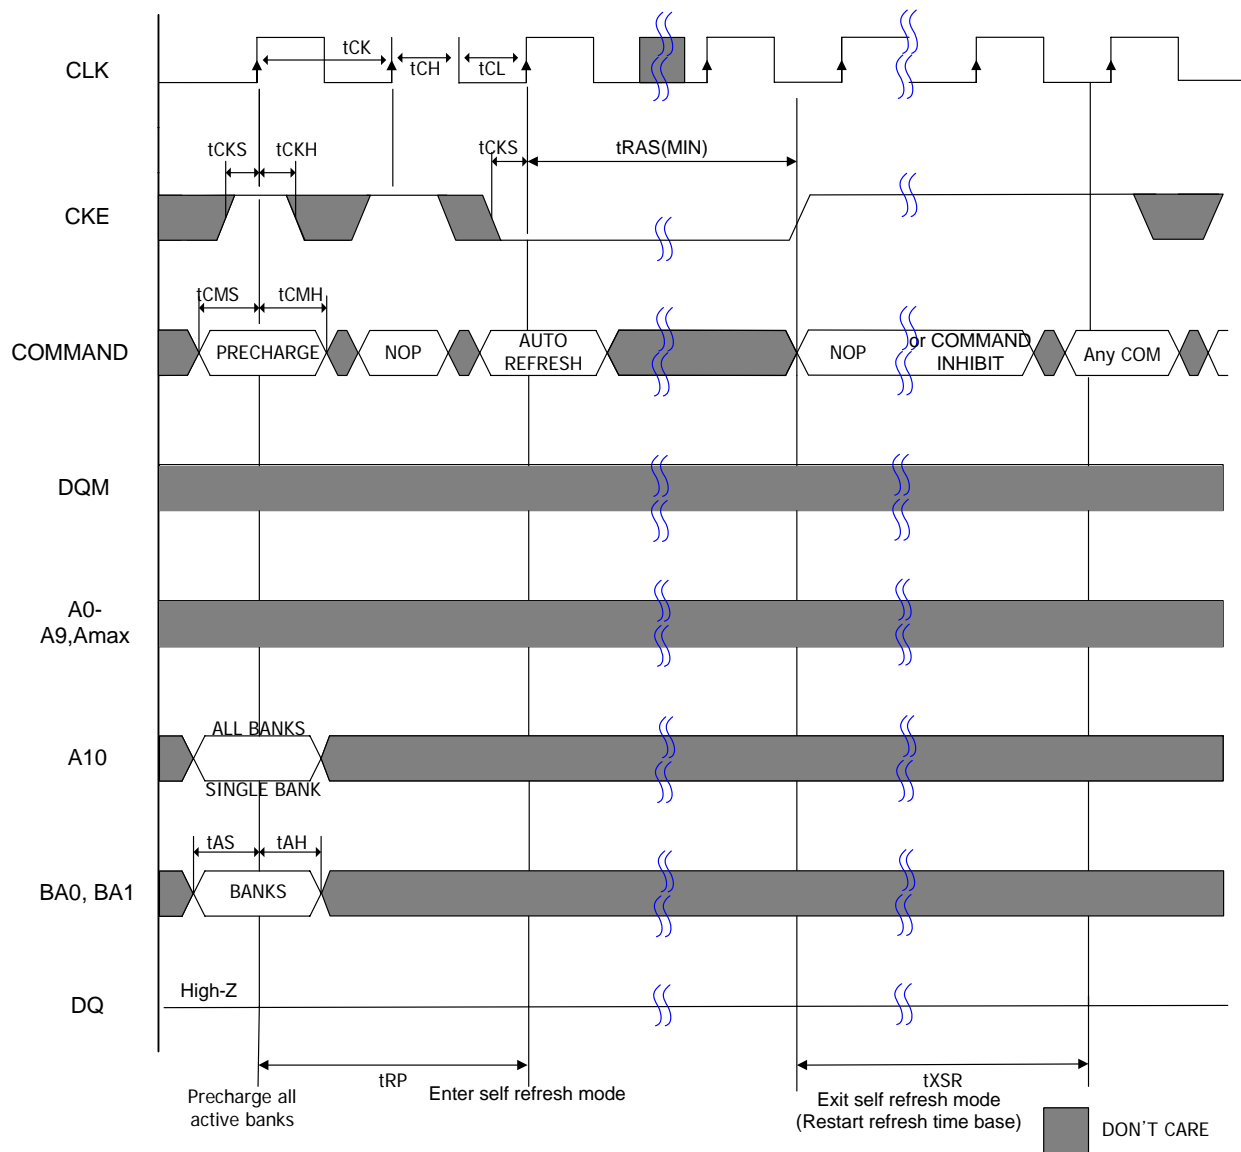 CLK
tCK
tCH
tCL
tCKS
tCKH
tCKS
tRAS(MIN)
CKE
tCMS
tCMH
COMMAND
PRECHARGE
NOP
AUTO
REFRESH
NOP
or COMMAND
INHIBIT
Any COM
DQM
A0-
A9,Amax
ALL BANKS
A10
SINGLE BANK
tAS
tAH
BA0, BA1
BANKS
High-Z
DQ
tRP
tXSR
Precharge all
active banks
Enter self refresh mode
Exit self refresh mode
(Restart refresh time base)
DON'T CARE